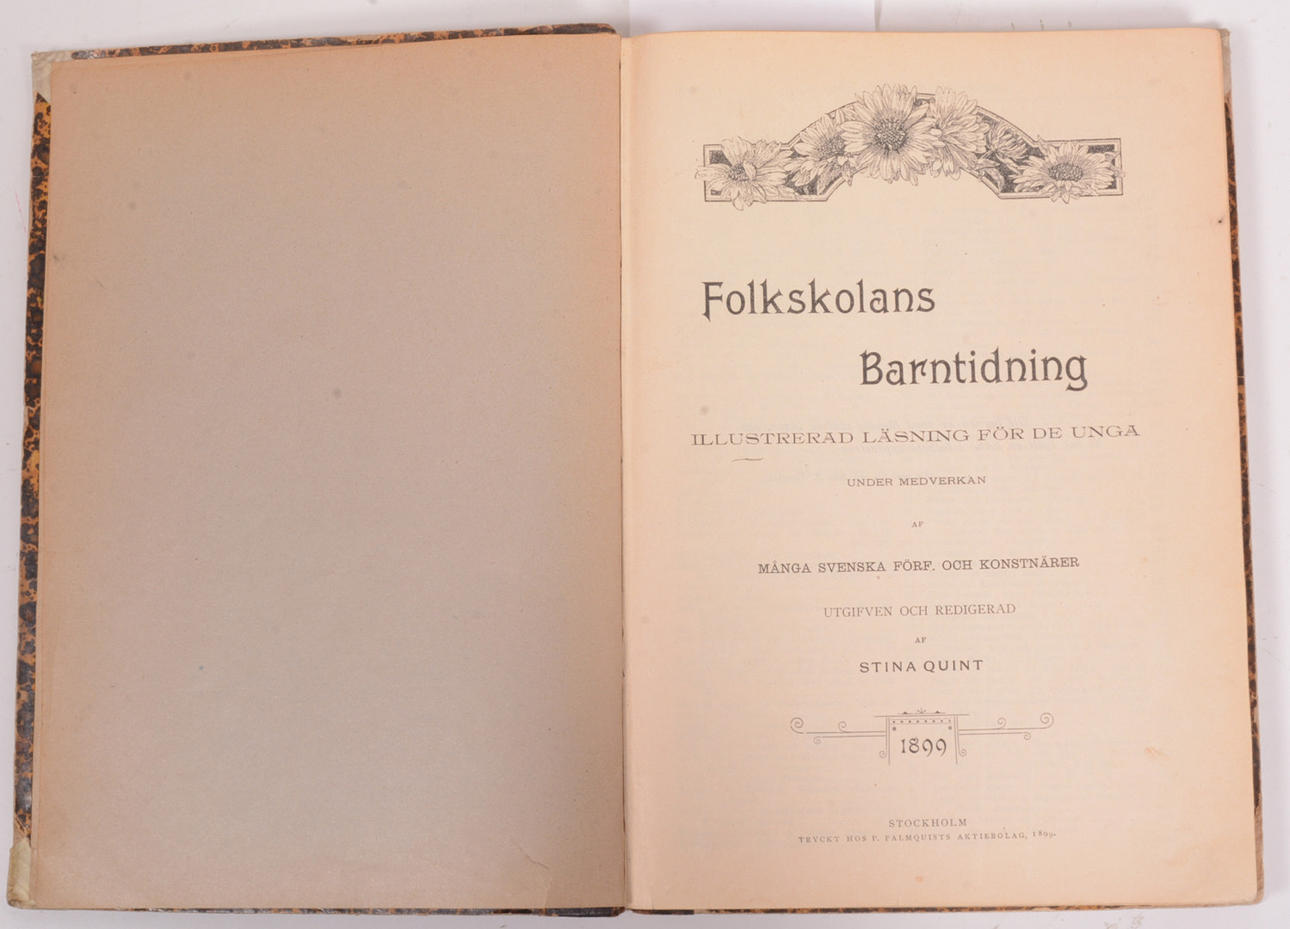 Folkskolans
Barntidning
ILLUSTRERAD LÄSNING FÖR DE UNGA
UNDER MEDVERKAN
AF
MÅNGA SVENSKA FÖRF. OCH KONSTNÄRER
UTGIFVEN OCH REDIGERAD
AF
STINA QUINT
1899
STOCKHOLM
TRYCKT HOS P. PALMQUISTS AKTIEBOLAG, 1899.